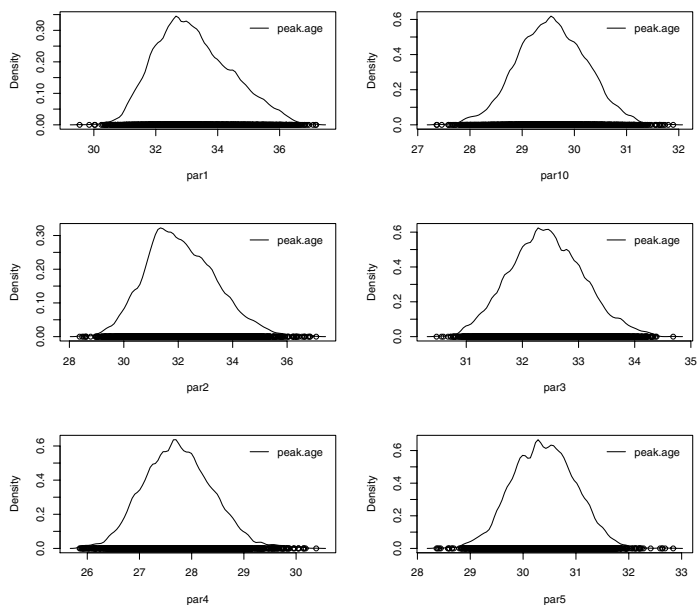 Density
0.00 0.10 0.20 0.30
peak.age
30 32 34 36
par1
Density
0.0 0.2 0.4 0.6
peak.age
27 28 29 30 31 32
par10
Density
0.00 0.10 0.20 0.30
peak.age
28 30 32 34 36
par2
Density
0.0 0.2 0.4 0.6
peak.age
31 32 33 34 35
par3
Density
0.0 0.2 0.4 0.6
peak.age
26 27 28 29 30
par4
Density
0.0 0.2 0.4 0.6
peak.age
28 29 30 31 32 33
par5